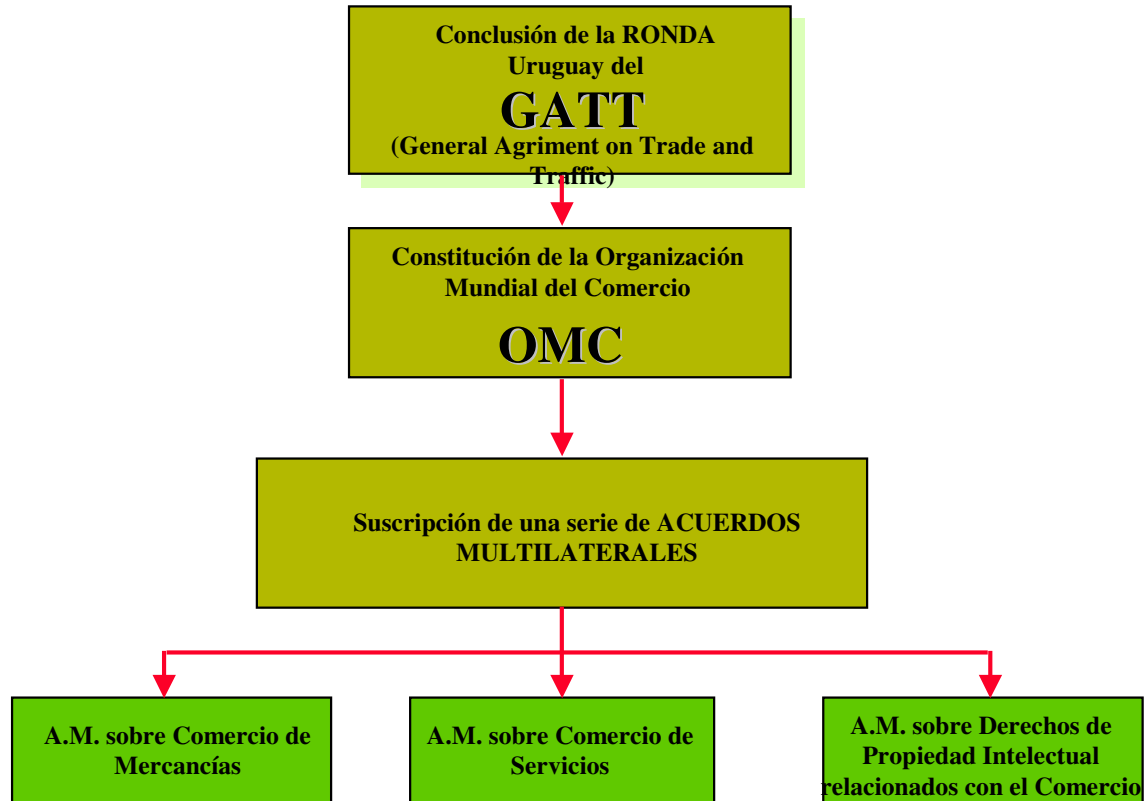 Conclusión de la RONDA
Uruguay del
GATT
(General Agriment on Trade and
Traffic)
Constitución de la Organización
Mundial del Comercio
OMC
Suscripción de una serie de ACUERDOS
MULTILATERALES
A.M. sobre Comercio de
Mercancías
A.M. sobre Comercio de
Servicios
A.M. sobre Derechos de
Propiedad Intelectual
relacionados con el Comercio